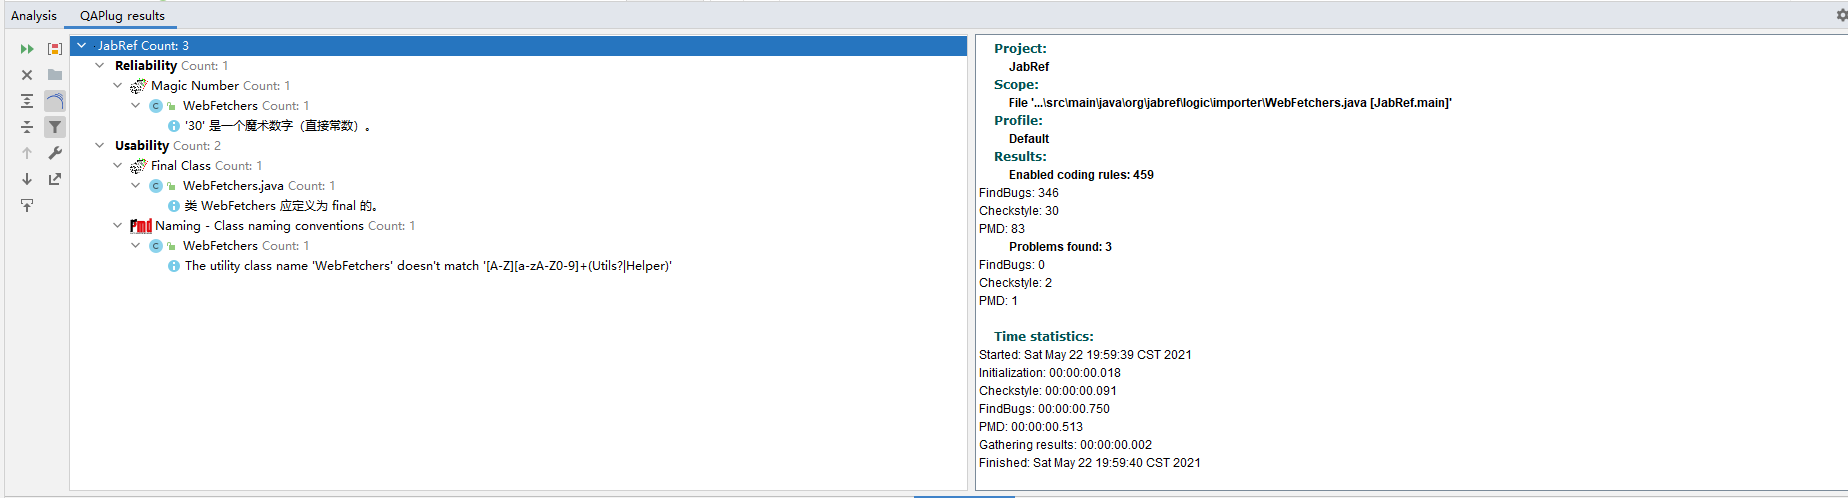 Analysis QAPlug results
JabRef Count: 3
Reliability Count: 1
Magic Number Count: 1
WebFetchers Count: 1
'30' 是一个魔术数字（直接常数）。
Usability Count: 2
Final Class Count: 1
WebFetchers.java Count: 1
类 WebFetchers 应定义为 final 的。
pmd Naming - Class naming conventions Count: 1
WebFetchers Count: 1
The utility class name 'WebFetchers' doesn't match '[A-Z][a-zA-Z0-9]+(Utils?|Helper)'
Project:
JabRef
Scope:
File '...\src\main\java\org\jabref\logic\importer\WebFetchers.java [JabRef.main]'
Profile:
Default
Results:
Enabled coding rules: 459
FindBugs: 346
Checkstyle: 30
PMD: 83
Problems found: 3
FindBugs: 0
Checkstyle: 2
PMD: 1
Time statistics:
Started: Sat May 22 19:59:39 CST 2021
Initialization: 00:00:00.018
Checkstyle: 00:00:00.091
FindBugs: 00:00:00.750
PMD: 00:00:00.513
Gathering results: 00:00:00.002
Finished: Sat May 22 19:59:40 CST 2021